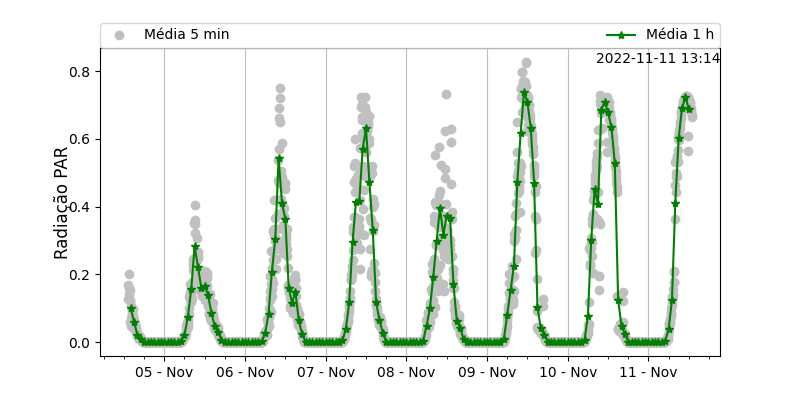 Média 5 min
Média 1 h
2022-11-11 13:14
Radiação PAR
0.8
0.6
0.4
0.2
0.0
05 - Nov
06 - Nov
07 - Nov
08 - Nov
09 - Nov
10 - Nov
11 - Nov